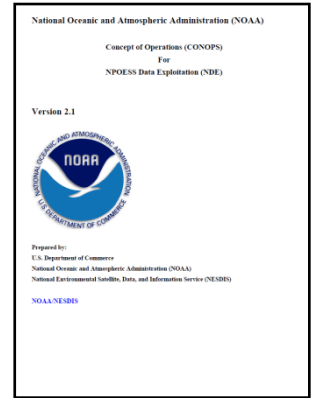 National Oceanic and Atmospheric Administration (NOAA)
Concept of Operations (CONOPS)
For
NPOESS Data Exploitation (NDE)
Version 2.1
NATIONAL OCEANIC AND ATMOSPHERIC ADMINISTRATION
NOAA
U.S. DEPARTMENT OF COMMERCE
Prepared by:
U.S. Department of Commerce
National Oceanic and Atmospheric Administration (NOAA)
National Environmental Satellite, Data, and Information Service (NESDIS)
NOAA/NESDIS